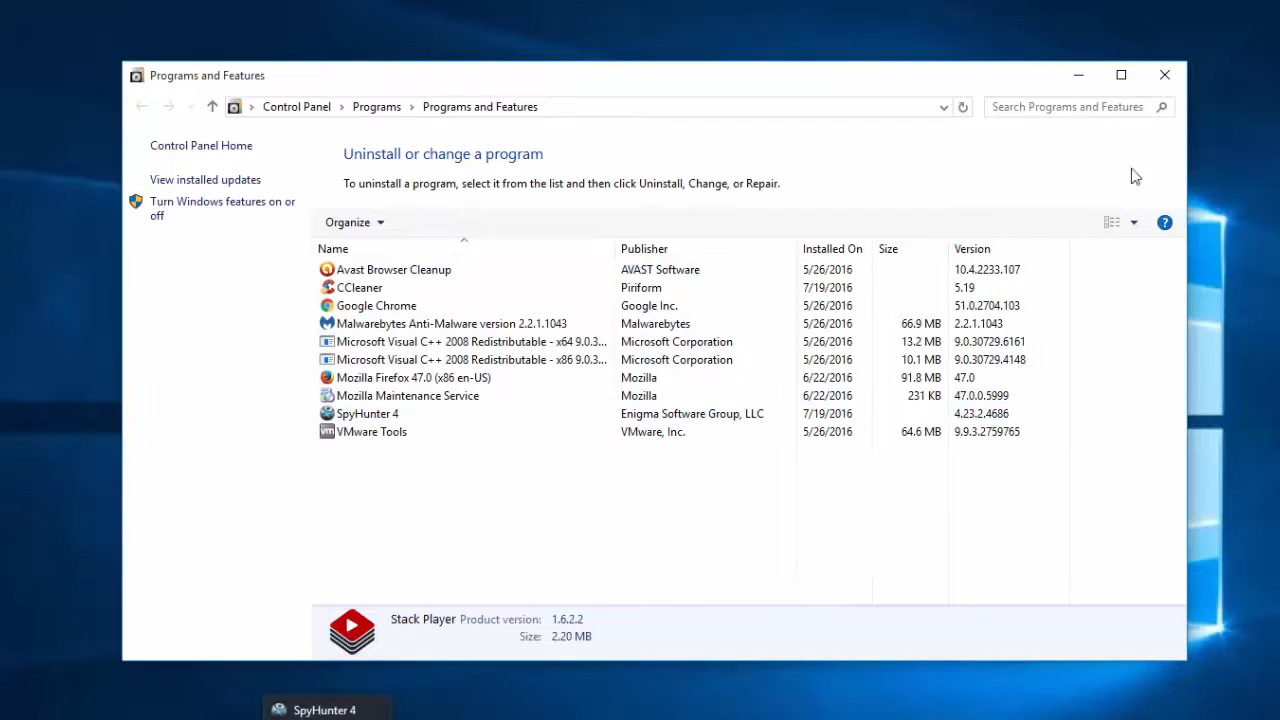 Programs and Features
Control Panel > Programs > Programs and Features
Search Programs and Features
Control Panel Home
View installed updates
Turn Windows features on or
off
Uninstall or change a program
To uninstall a program, select it from the list and then click Uninstall, Change, or Repair.
Organize
Name Publisher Installed On Size Version
Avast Browser Cleanup AVAST Software 5/26/2016 10.4.2233.107
CCleaner Piriform 7/19/2016 5.19
Google Chrome Google Inc. 5/26/2016 51.0.2704.103
Malwarebytes Anti-Malware version 2.2.1.1043 Malwarebytes 5/26/2016 66.9 MB 2.2.1.1043
Microsoft Visual C++ 2008 Redistributable - x64 9.0.3... Microsoft Corporation 5/26/2016 13.2 MB 9.0.30729.6161
Microsoft Visual C++ 2008 Redistributable - x86 9.0.3... Microsoft Corporation 5/26/2016 10.1 MB 9.0.30729.4148
Mozilla Firefox 47.0 (x86 en-US) Mozilla 6/22/2016 91.8 MB 47.0
Mozilla Maintenance Service Mozilla 6/22/2016 231 KB 47.0.0.5999
SpyHunter 4 Enigma Software Group, LLC 7/19/2016 4.23.2.4686
vm VMware Tools VMware, Inc. 5/26/2016 64.6 MB 9.9.3.2759765
Stack Player Product version: 1.6.2.2
Size: 2.20 MB
SpyHunter 4